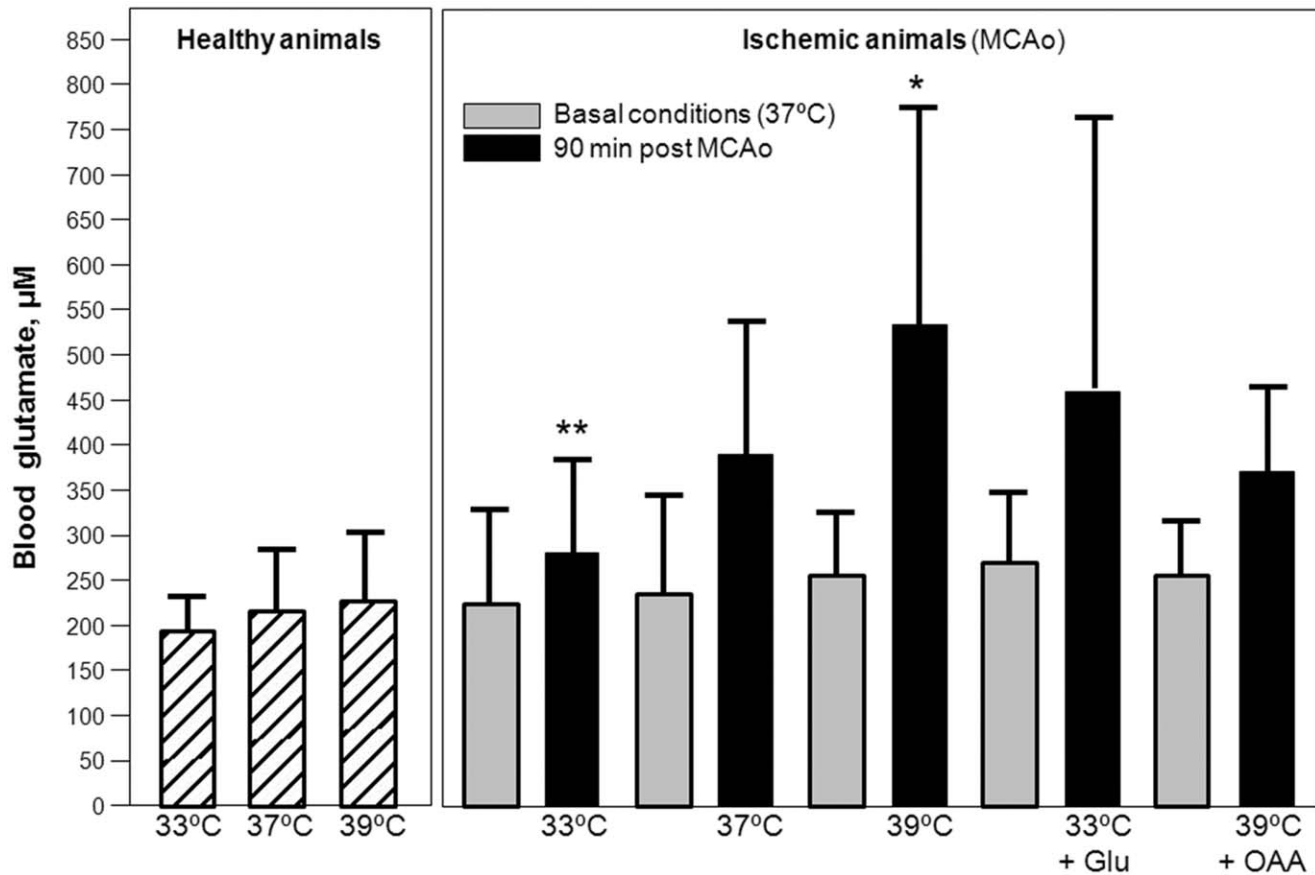 Healthy animals
Ischemic animals (MCAo)
Basal conditions (37ºC)
90 min post MCAo
*
**
Blood glutamate, µM
850
800
750
700
650
600
550
500
450
400
350
300
250
200
150
100
50
0
33ºC 37ºC 39ºC 33ºC 37ºC 39ºC 33ºC 39ºC
+ Glu + OAA